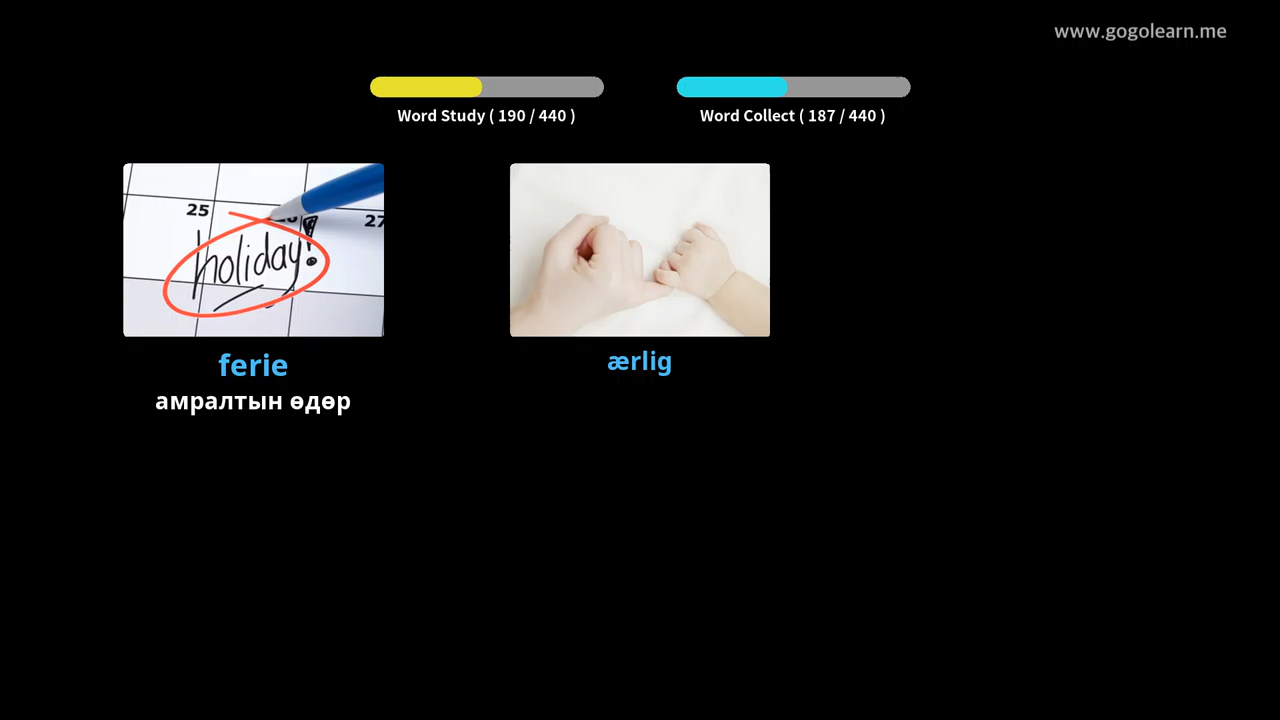 www.gogolearn.me
Word Study ( 190 / 440 )
Word Collect ( 187 / 440 )
25
27
holiday!
ferie
амралтын өдөр
ærlig